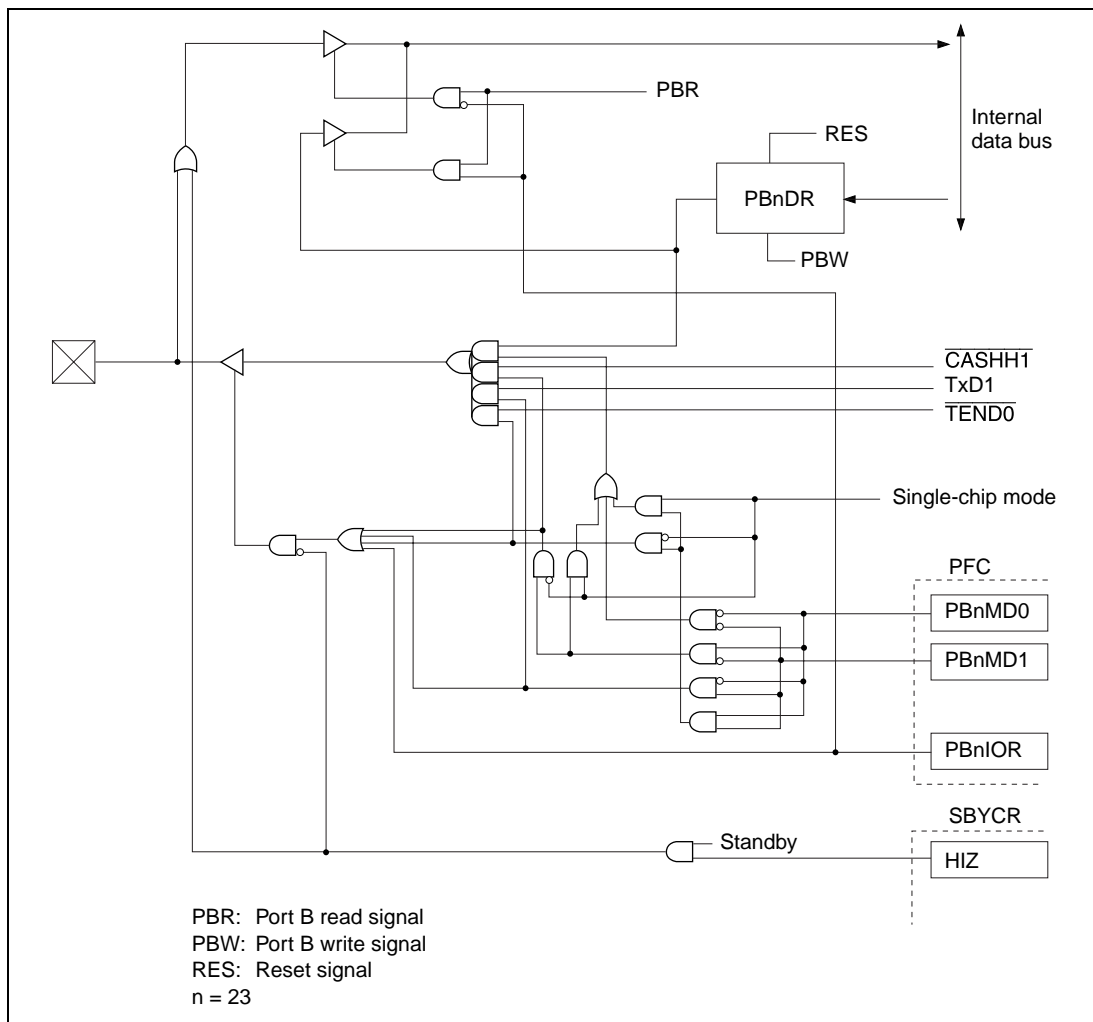 PBR
Internal
data bus
RES
PBnDR
PBW
CASHH1
TxD1
TEND0
Single-chip mode
PFC
PBnMD0
PBnMD1
PBnIOR
SBYCR
Standby
HIZ
PBR: Port B read signal
PBW: Port B write signal
RES: Reset signal
n = 23